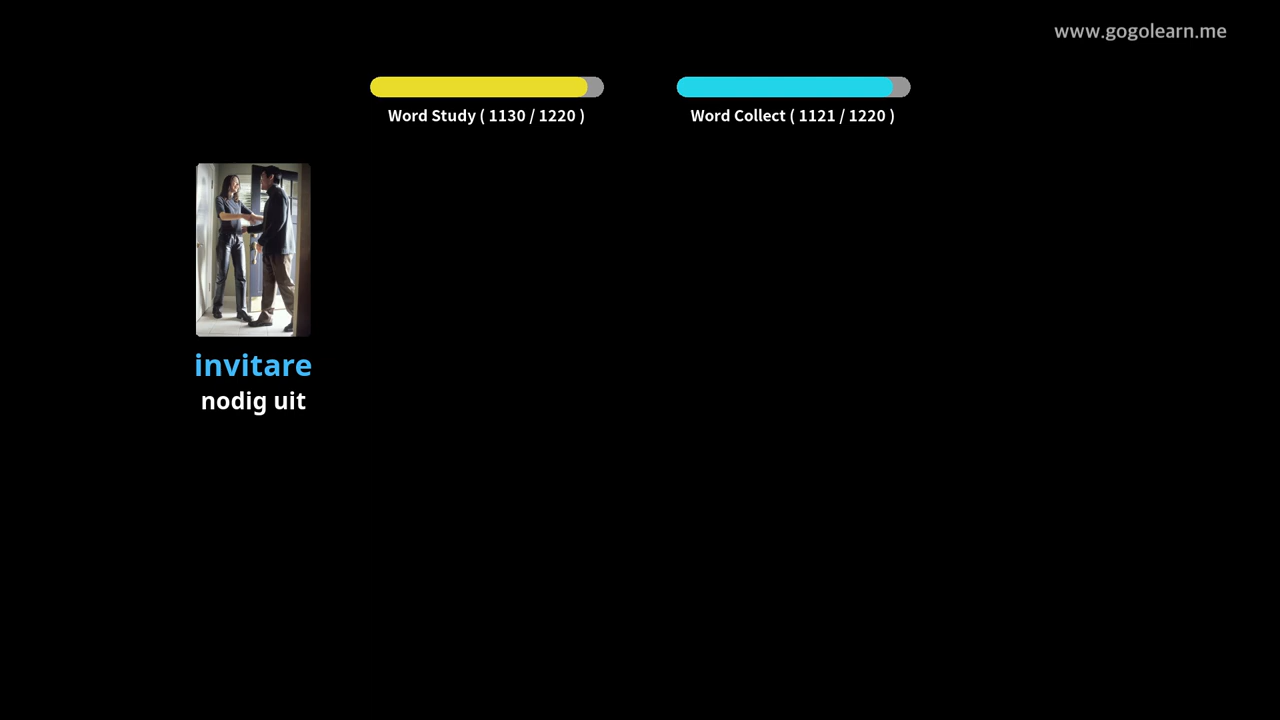 www.gogolearn.me
Word Study ( 1130 / 1220 )
Word Collect ( 1121 / 1220 )
invitare
nodig uit